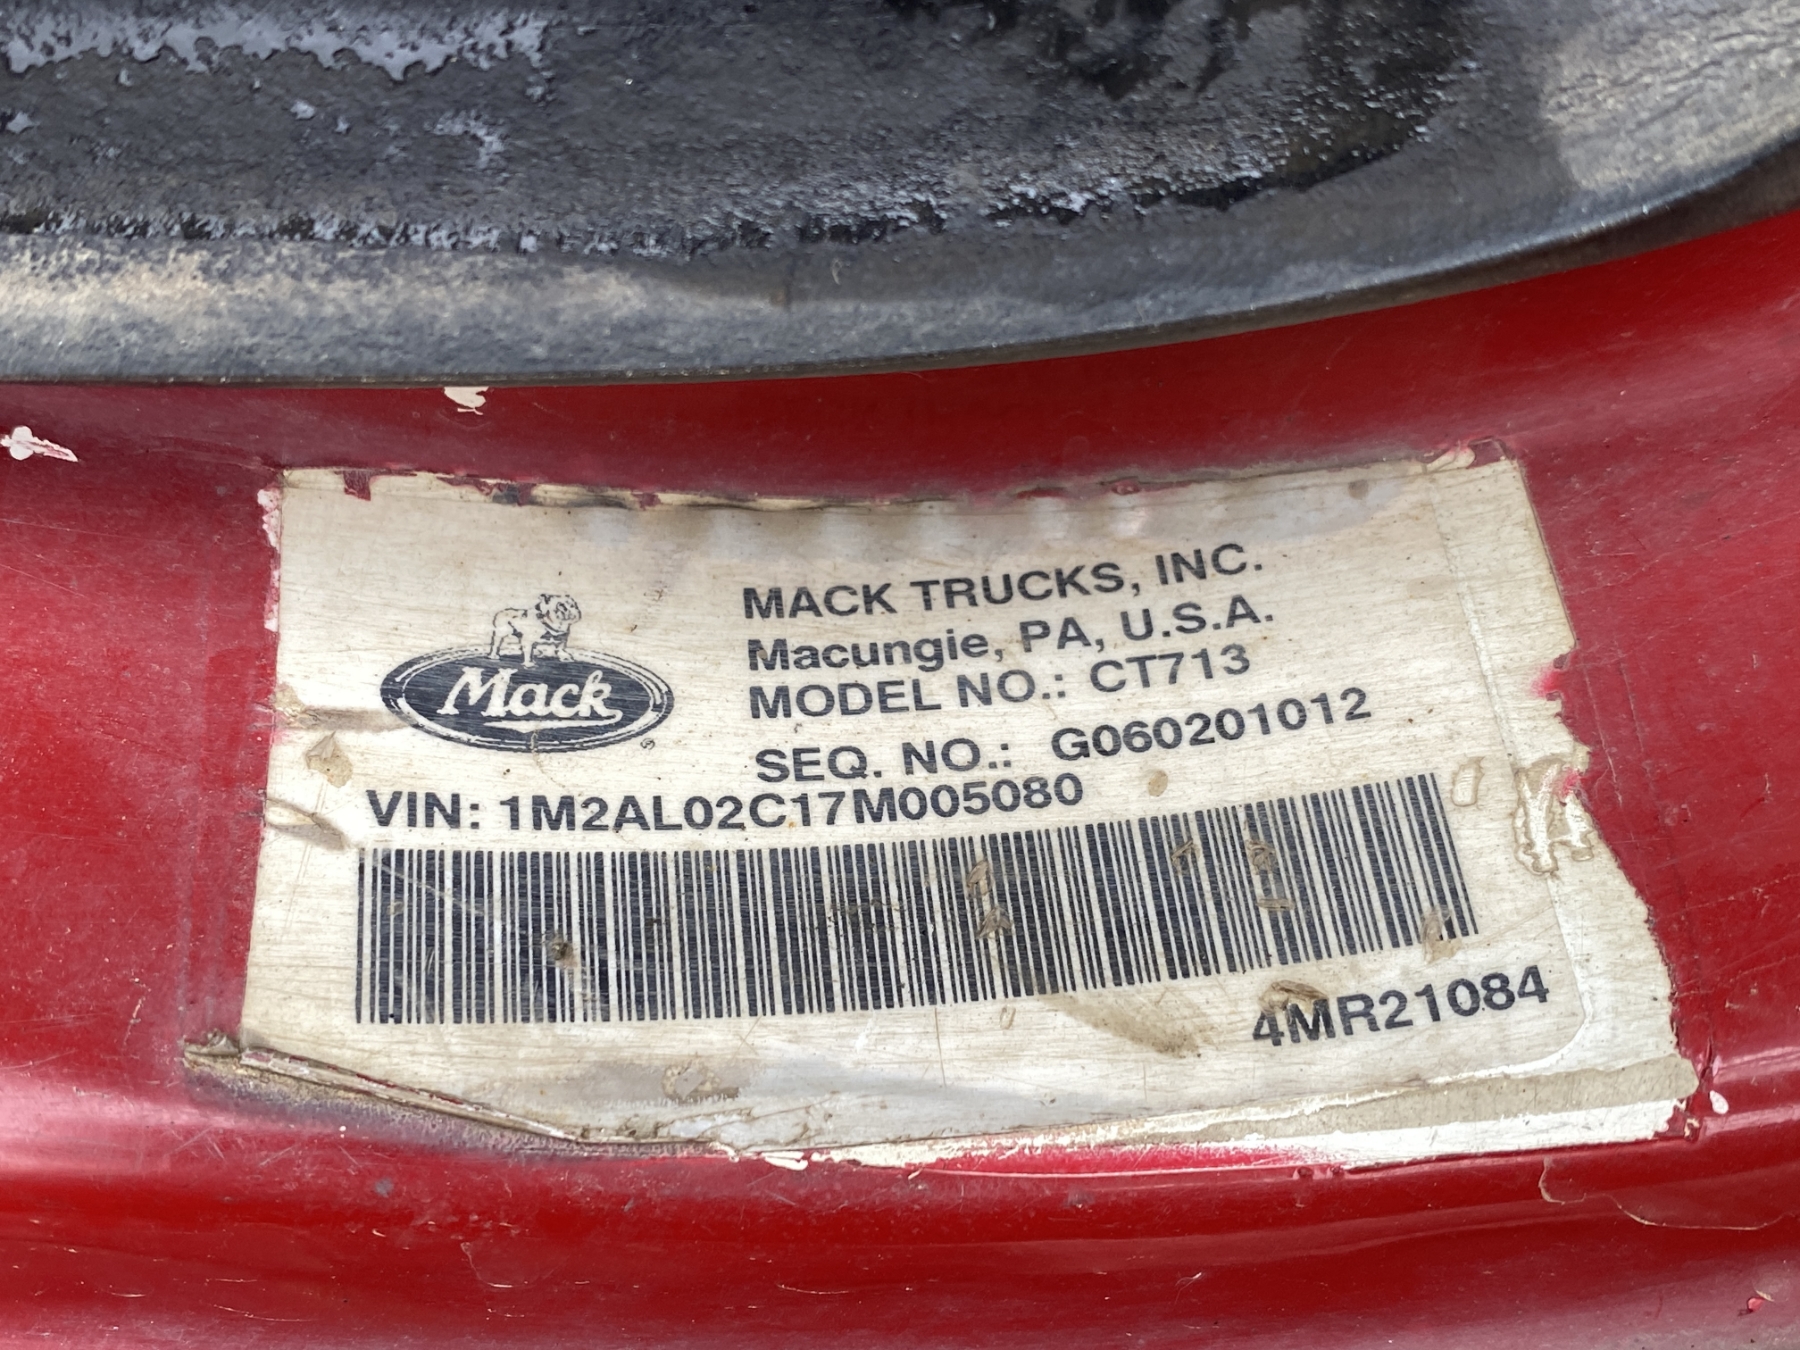 MACK TRUCKS, INC.
Macungie, PA, U.S.A.
MODEL NO.: CT713
SEQ. NO.: G060201012
Mack
®
VIN: 1M2AL02C17M005080
4MR21084